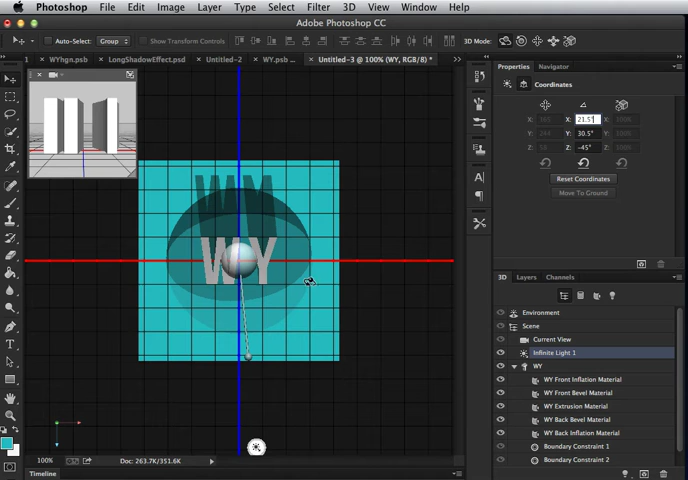 Photoshop File Edit Image Layer Type Select Filter 3D View Window Help
Adobe Photoshop CC
Auto-Select: Group Show Transform Controls 3D Mode:
1 × WYhgn.psb × LongShadowEffect.psd × Untitled-2 × WY.psb ... × Untitled-3 @ 100% (WY, RGB/8) *
Properties Navigator
Coordinates
X: X: 21.5° X:
Y: Y: 30.5° Y:
Z: Z: -45° Z:
Reset Coordinates
Move To Ground
WY
3D Layers Channels
Environment
Scene
Current View
Infinite Light 1
WY
WY Front Inflation Material
WY Front Bevel Material
WY Extrusion Material
WY Back Bevel Material
WY Back Inflation Material
Boundary Constraint 1
Boundary Constraint 2
100% Doc: 263.7K/351.6K
Timeline